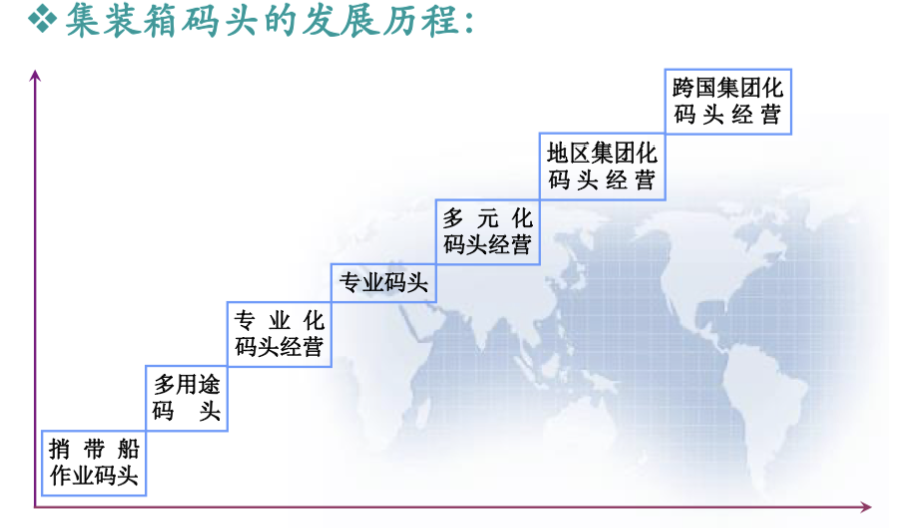 ❖集装箱码头的发展历程：
跨国集团化
码头经营
地区集团化
码头经营
多元化
码头经营
专业码头
专业化
码头经营
多用途
码头
捎带船
作业码头